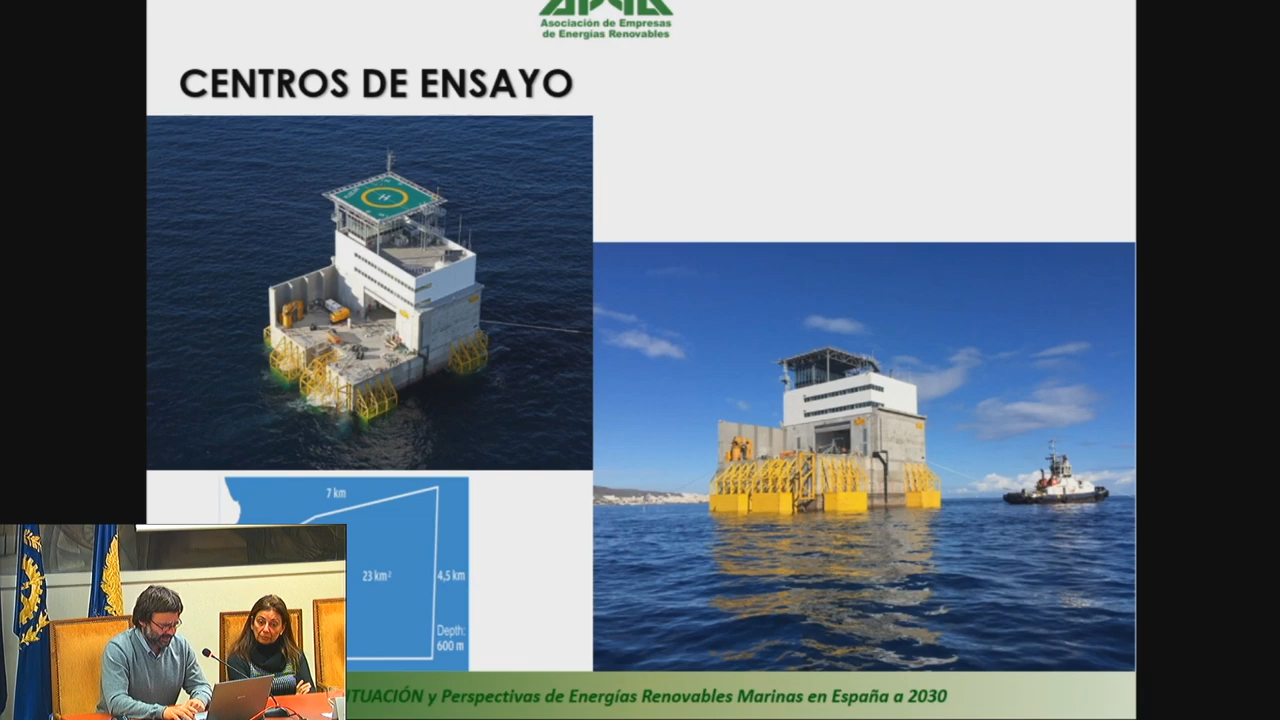 Asociación de Empresas
de Energías Renovables
CENTROS DE ENSAYO
H
7 km
23 km²
4,5 km
Depth:
600 m
TUACIÓN y Perspectivas de Energías Renovables Marinas en España a 2030